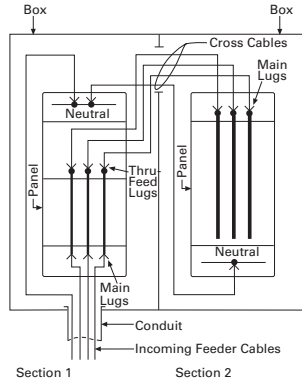 Box
Box
Cross Cables
Main
Lugs
Neutral
Panel
Thru-
Feed
Lugs
Panel
Neutral
Main
Lugs
Conduit
Incoming Feeder Cables
Section 1
Section 2